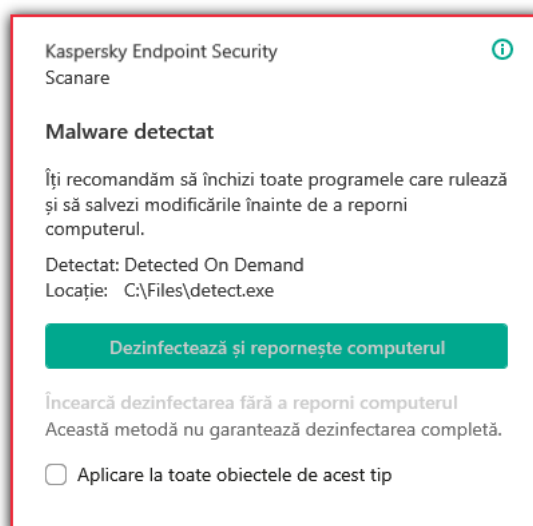 Kaspersky Endpoint Security
Scanare
Malware detectat
Îți recomandăm să închizi toate programele care rulează
și să salvezi modificările înainte de a reporni
computerul.
Detectat: Detected On Demand
Locație: C:\Files\detect.exe
Dezinfectează și repornește computerul
Încearcă dezinfectarea fără a reporni computerul
Această metodă nu garantează dezinfectarea completă.
Aplicare la toate obiectele de acest tip